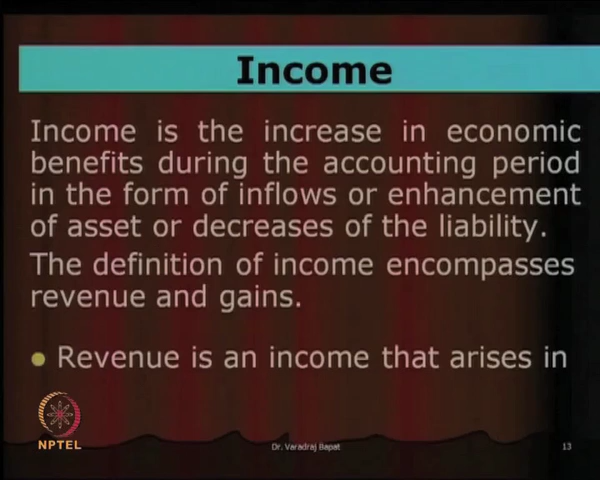 Income
Income is the increase in economic
benefits during the accounting period
in the form of inflows or enhancement
of asset or decreases of the liability.
The definition of income encompasses
revenue and gains.
Revenue is an income that arises in
NPTEL
Dr. Varadraj Bapat
13